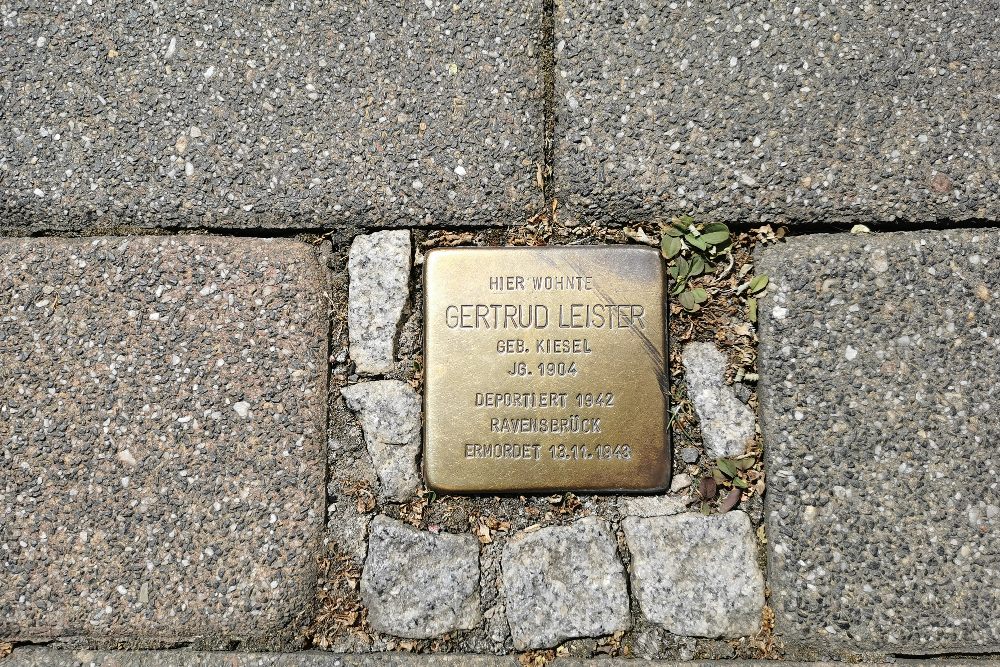 HIER WOHNTE
GERTRUD LEISTER
GEB. KIESEL
JG. 1904
DEPORTIERT 1942
RAVENSBRÜCK
ERMORDET 13.11.1943